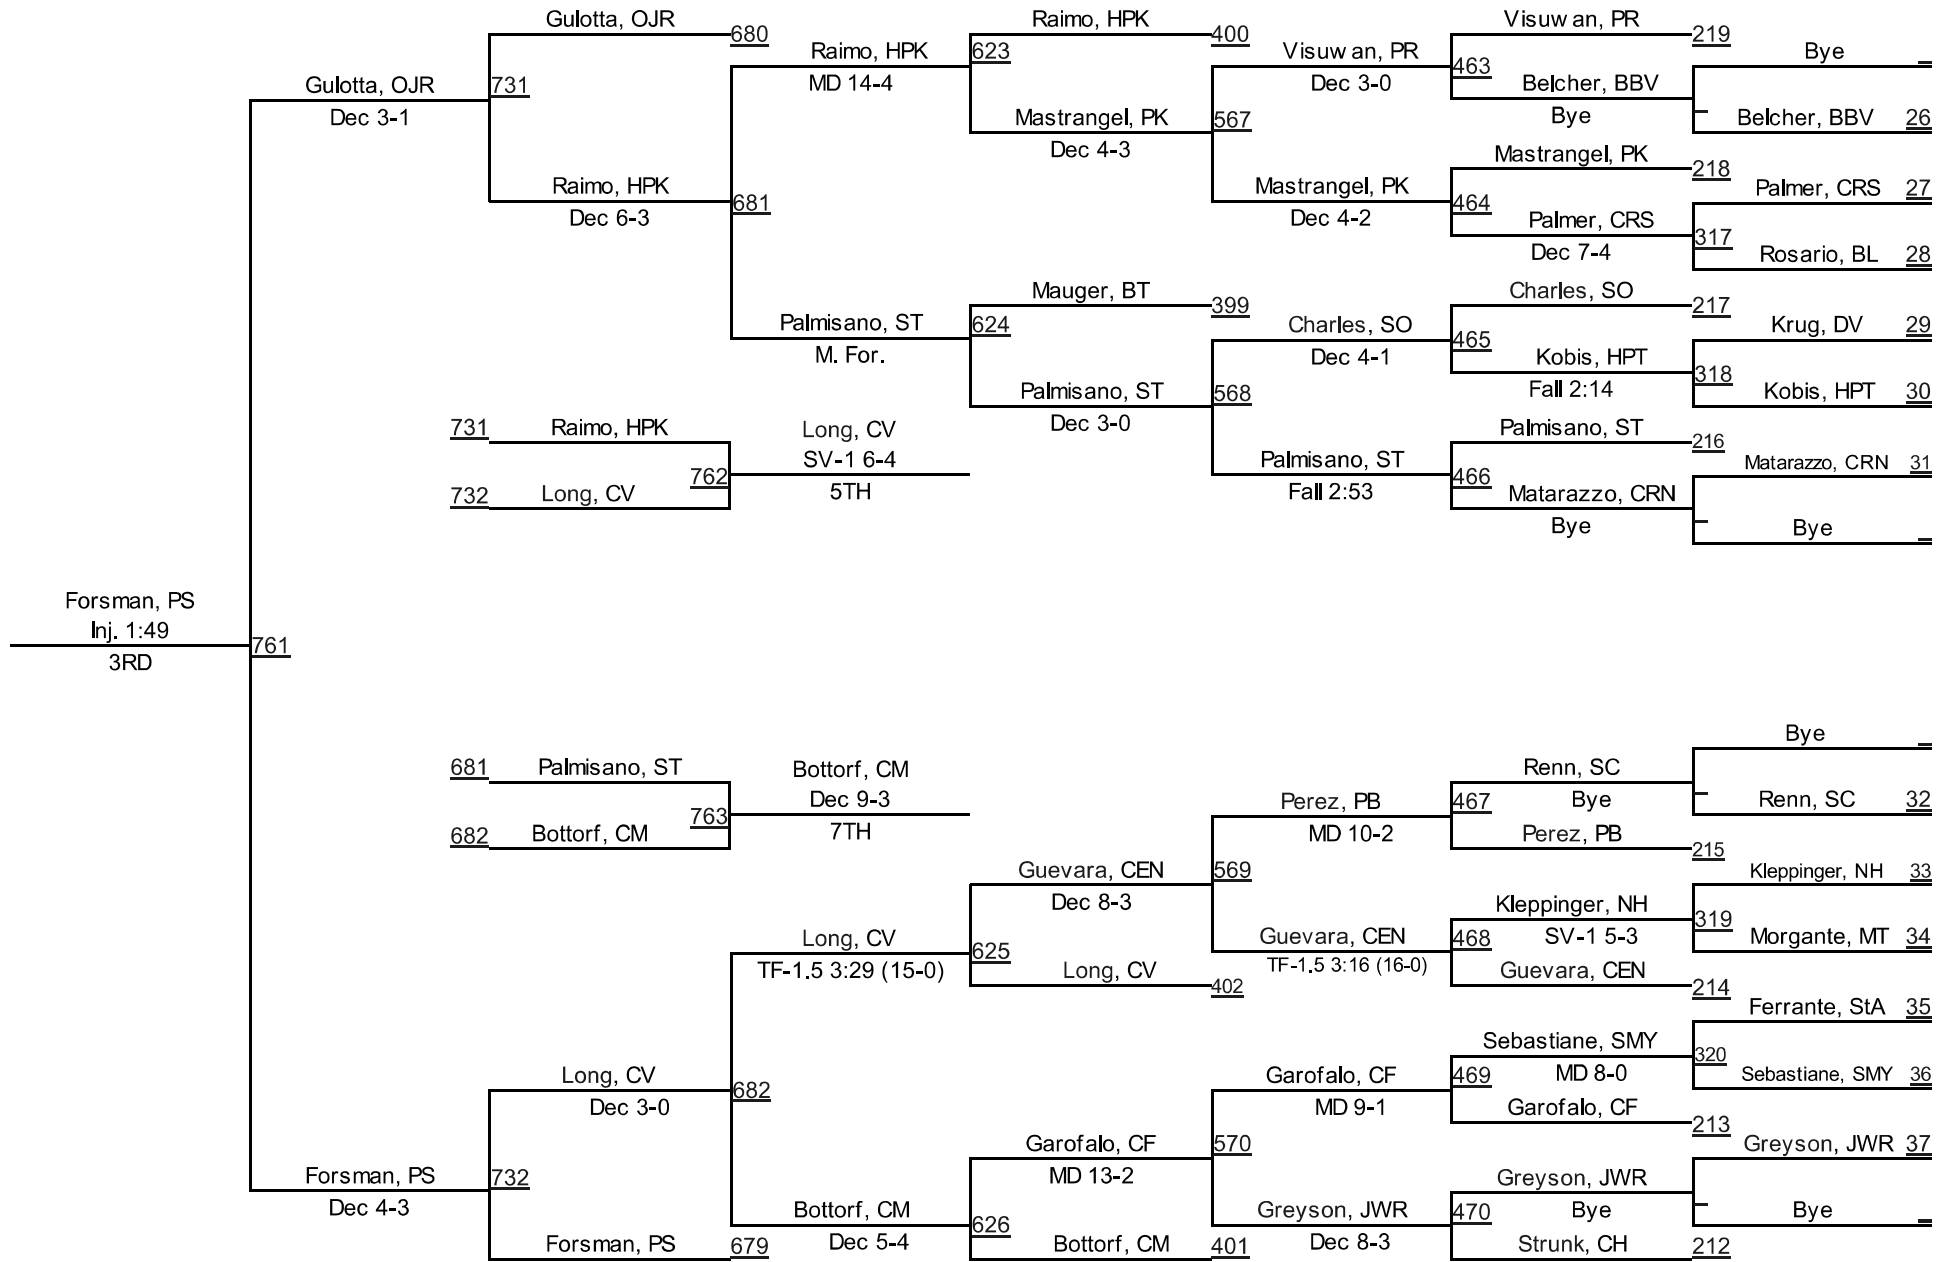 Gulotta, OJR
680
Raimo, HPK
400
Visuwan, PR
219
Bye
Raimo, HPK
623
Visuwan, PR
463
MD 14-4
Dec 3-0
Belcher, BBV
Gulotta, OJR
731
Dec 3-1
Bye
Mastrangel, PK
567
Belcher, BBV 26
Dec 4-3
Mastrangel, PK
218
Raimo, HPK
681
Dec 6-3
Mastrangel, PK
464
Dec 4-2
Palmer, CRS 27
Palmer, CRS
317
Dec 7-4
Rosario, BL 28
Mauger, BT
399
Charles, SO
217
Palmisano, ST
624
M. For.
Charles, SO
465
Dec 4-1
Krug, DV 29
Kobis, HPT
318
Fall 2:14
Kobis, HPT 30
Palmisano, ST
568
Dec 3-0
731 Raimo, HPK
Long, CV
SV-1 6-4
762
5TH
732 Long, CV
Palmisano, ST
216
Palmisano, ST
466
Fall 2:53
Matarazzo, CRN 31
Matarazzo, CRN
Bye
Bye
Forsman, PS
Inj. 1:49
761
3RD
681 Palmisano, ST
Bottorf, CM
Dec 9-3
763
7TH
682 Bottorf, CM
Bye
Renn, SC
Bye
Renn, SC 32
Perez, PB
467
MD 10-2
Perez, PB
215
Guevara, CEN
569
Dec 8-3
Kleppinger, NH 33
Kleppinger, NH
319
SV-1 5-3
Morgante, MT 34
Long, CV
625
TF-1.5 3:29 (15-0)
Guevara, CEN
468
TF-1.5 3:16 (16-0)
Long, CV
402
Guevara, CEN
214
Ferrante, StA 35
Sebastiane, SMY
320
MD 8-0
Sebastiane, SMY 36
Long, CV
682
Dec 3-0
Garofalo, CF
469
MD 9-1
Garofalo, CF
213
Garofalo, CF
570
MD 13-2
Greyson, JWR 37
Forsman, PS
732
Dec 4-3
Greyson, JWR
Bye
Bye
Bottorf, CM
626
Dec 5-4
Greyson, JWR
470
Dec 8-3
Forsman, PS
679
Bottorf, CM
401
Strunk, CH
212